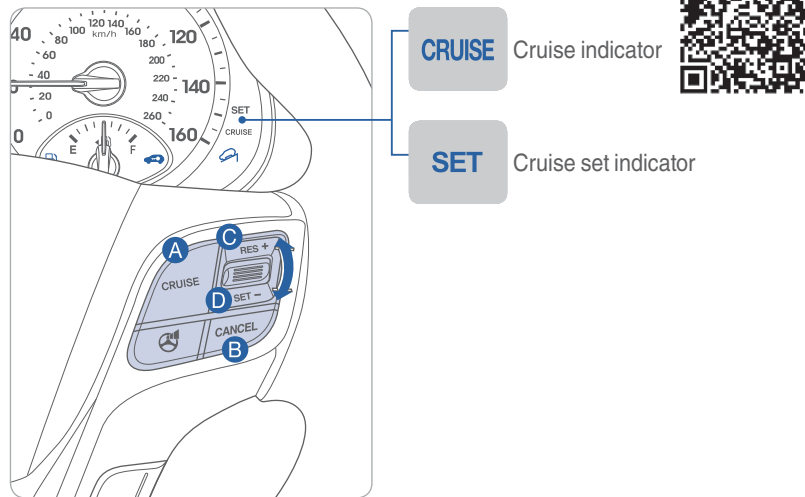 CRUISE Cruise indicator
SET Cruise set indicator
40
0
0
20
40
60
80
100
120
140
160
180
200
220
240
260
km/h
120
140
160
E F
SET
CRUISE
A
CRUISE
C
RES +
D
SET −
CANCEL
B